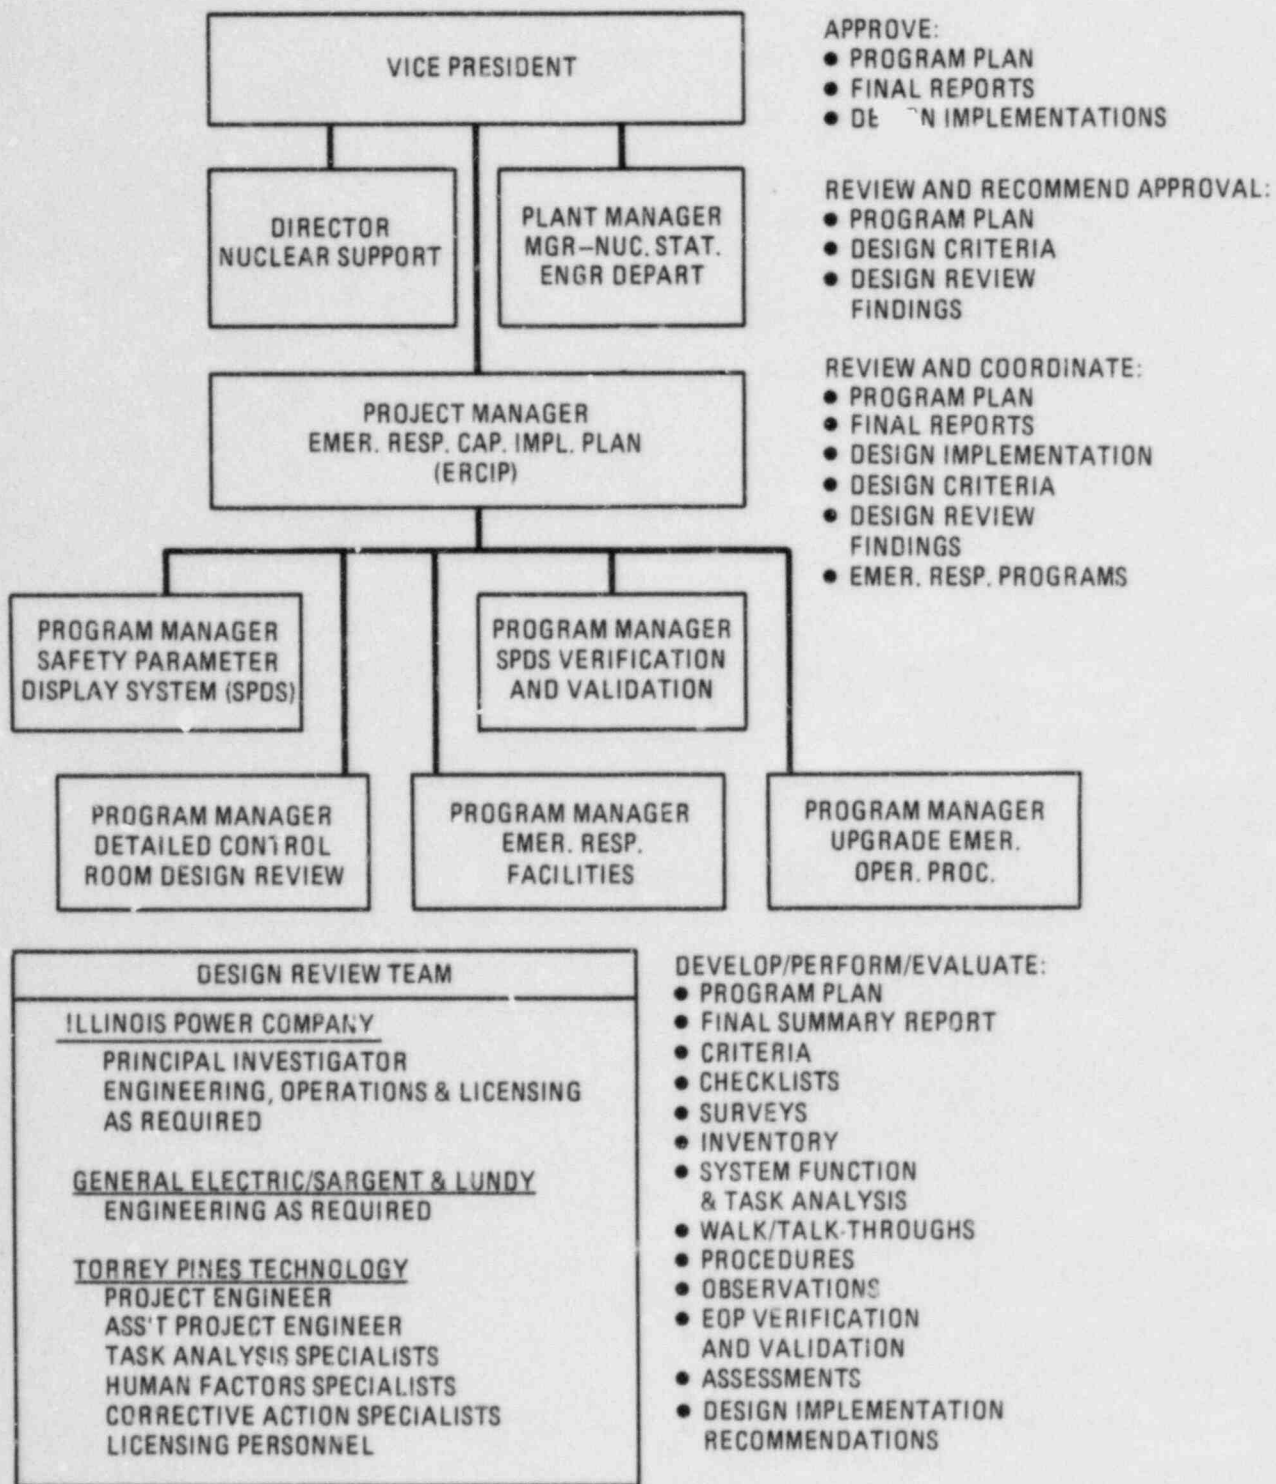 VICE PRESIDENT
APPROVE:
● PROGRAM PLAN
● FINAL REPORTS
● N IMPLEMENTATIONS
DIRECTOR
NUCLEAR SUPPORT
PLANT MANAGER
MGR–NUC. STAT.
ENGR DEPART
REVIEW AND RECOMMEND APPROVAL:
● PROGRAM PLAN
● DESIGN CRITERIA
● DESIGN REVIEW
FINDINGS
PROJECT MANAGER
EMER. RESP. CAP. IMPL. PLAN
(ERCIP)
REVIEW AND COORDINATE:
● PROGRAM PLAN
● FINAL REPORTS
● DESIGN IMPLEMENTATION
● DESIGN CRITERIA
● DESIGN REVIEW
FINDINGS
● EMER. RESP. PROGRAMS
PROGRAM MANAGER
SAFETY PARAMETER
DISPLAY SYSTEM (SPDS)
PROGRAM MANAGER
SPDS VERIFICATION
AND VALIDATION
PROGRAM MANAGER
DETAILED CONTROL
ROOM DESIGN REVIEW
PROGRAM MANAGER
EMER. RESP.
FACILITIES
PROGRAM MANAGER
UPGRADE EMER.
OPER. PROC.
DESIGN REVIEW TEAM
ILLINOIS POWER COMPANY
PRINCIPAL INVESTIGATOR
ENGINEERING, OPERATIONS & LICENSING
AS REQUIRED
GENERAL ELECTRIC/SARGENT & LUNDY
ENGINEERING AS REQUIRED
TORREY PINES TECHNOLOGY
PROJECT ENGINEER
ASS'T PROJECT ENGINEER
TASK ANALYSIS SPECIALISTS
HUMAN FACTORS SPECIALISTS
CORRECTIVE ACTION SPECIALISTS
LICENSING PERSONNEL
DEVELOP/PERFORM/EVALUATE:
● PROGRAM PLAN
● FINAL SUMMARY REPORT
● CRITERIA
● CHECKLISTS
● SURVEYS
● INVENTORY
● SYSTEM FUNCTION
& TASK ANALYSIS
● WALK/TALK-THROUGHS
● PROCEDURES
● OBSERVATIONS
● EOP VERIFICATION
AND VALIDATION
● ASSESSMENTS
● DESIGN IMPLEMENTATION
RECOMMENDATIONS